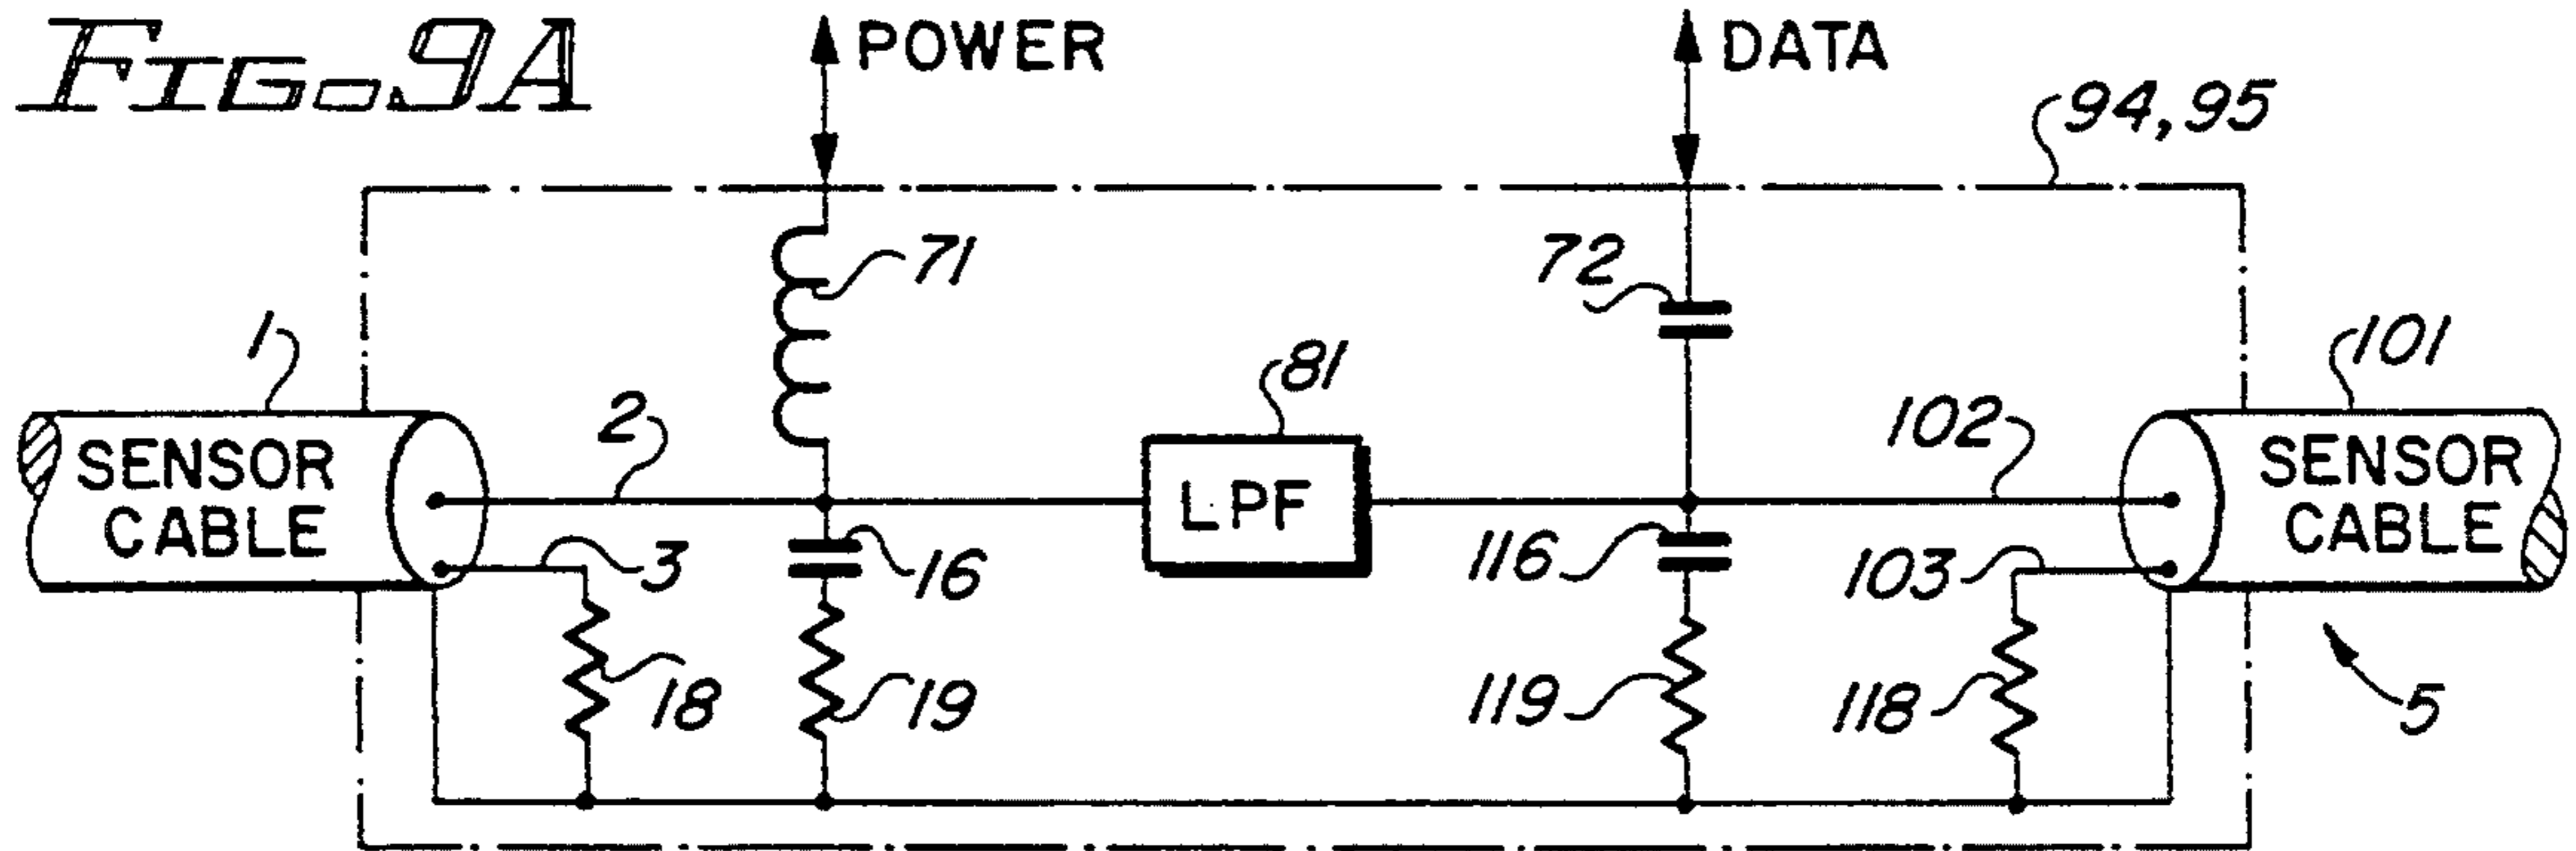 FIG. 9A
POWER
DATA
94, 95
71
72
1
2
81
102
101
SENSOR
CABLE
LPF
SENSOR
CABLE
3
16
116
103
18
19
119
118
5